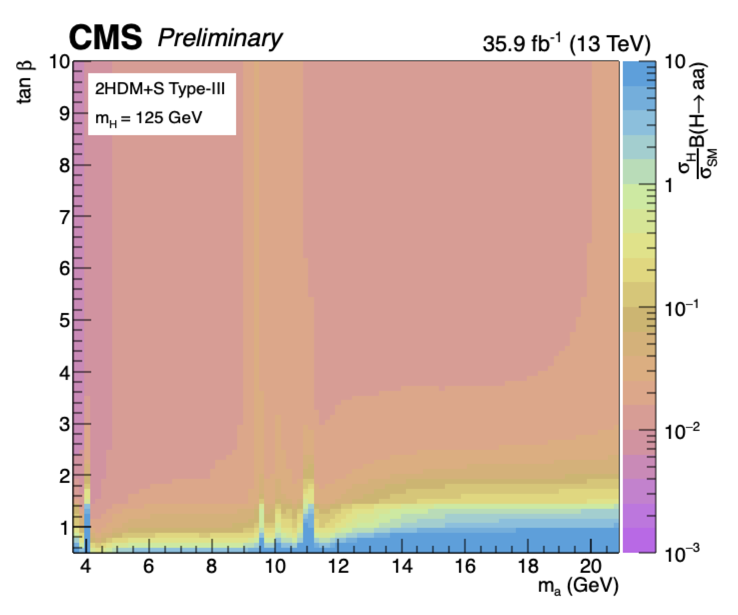 CMS Preliminary
35.9 fb⁻¹ (13 TeV)
tan β
2HDM+S Type-III
m_H = 125 GeV
10
9
8
7
6
5
4
3
2
1
4 6 8 10 12 14 16 18 20
m_a (GeV)
10
1
10⁻¹
10⁻²
10⁻³
σ_H/σ_SM B(H→ aa)